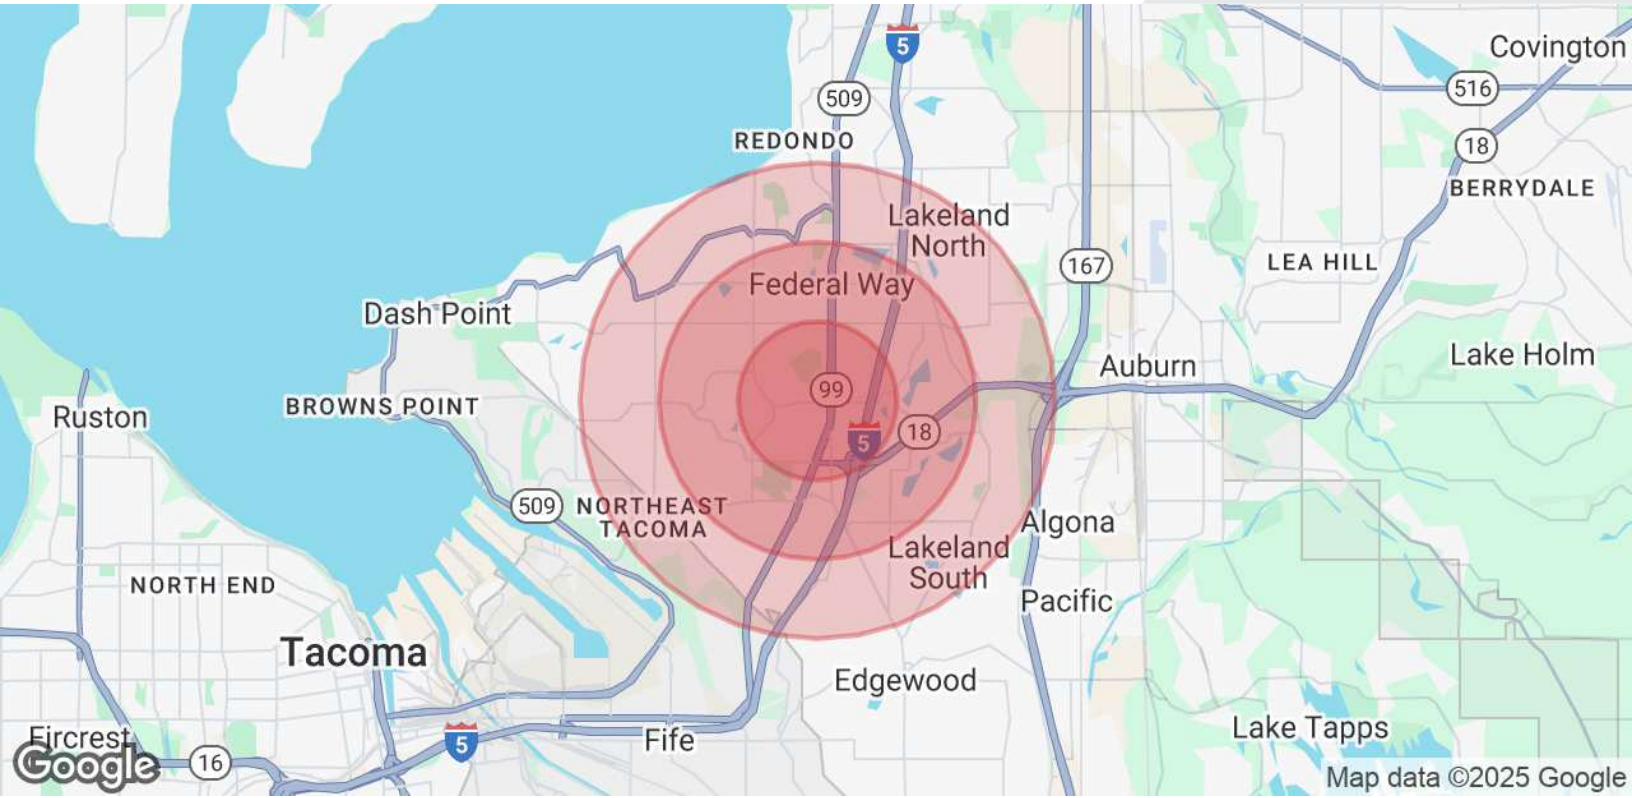 Covington
5
516
509
18
REDONDO
BERRYDALE
Lakeland
North
LEA HILL
167
Federal Way
Dash Point
Lake Holm
Auburn
99
BROWNS POINT
Ruston
18
5
509
NORTHEAST
TACOMA
Algona
Lakeland
South
NORTH END
Pacific
Tacoma
Edgewood
Lake Tapps
Fircrest
Fife
5
16
Google
Map data ©2025 Google